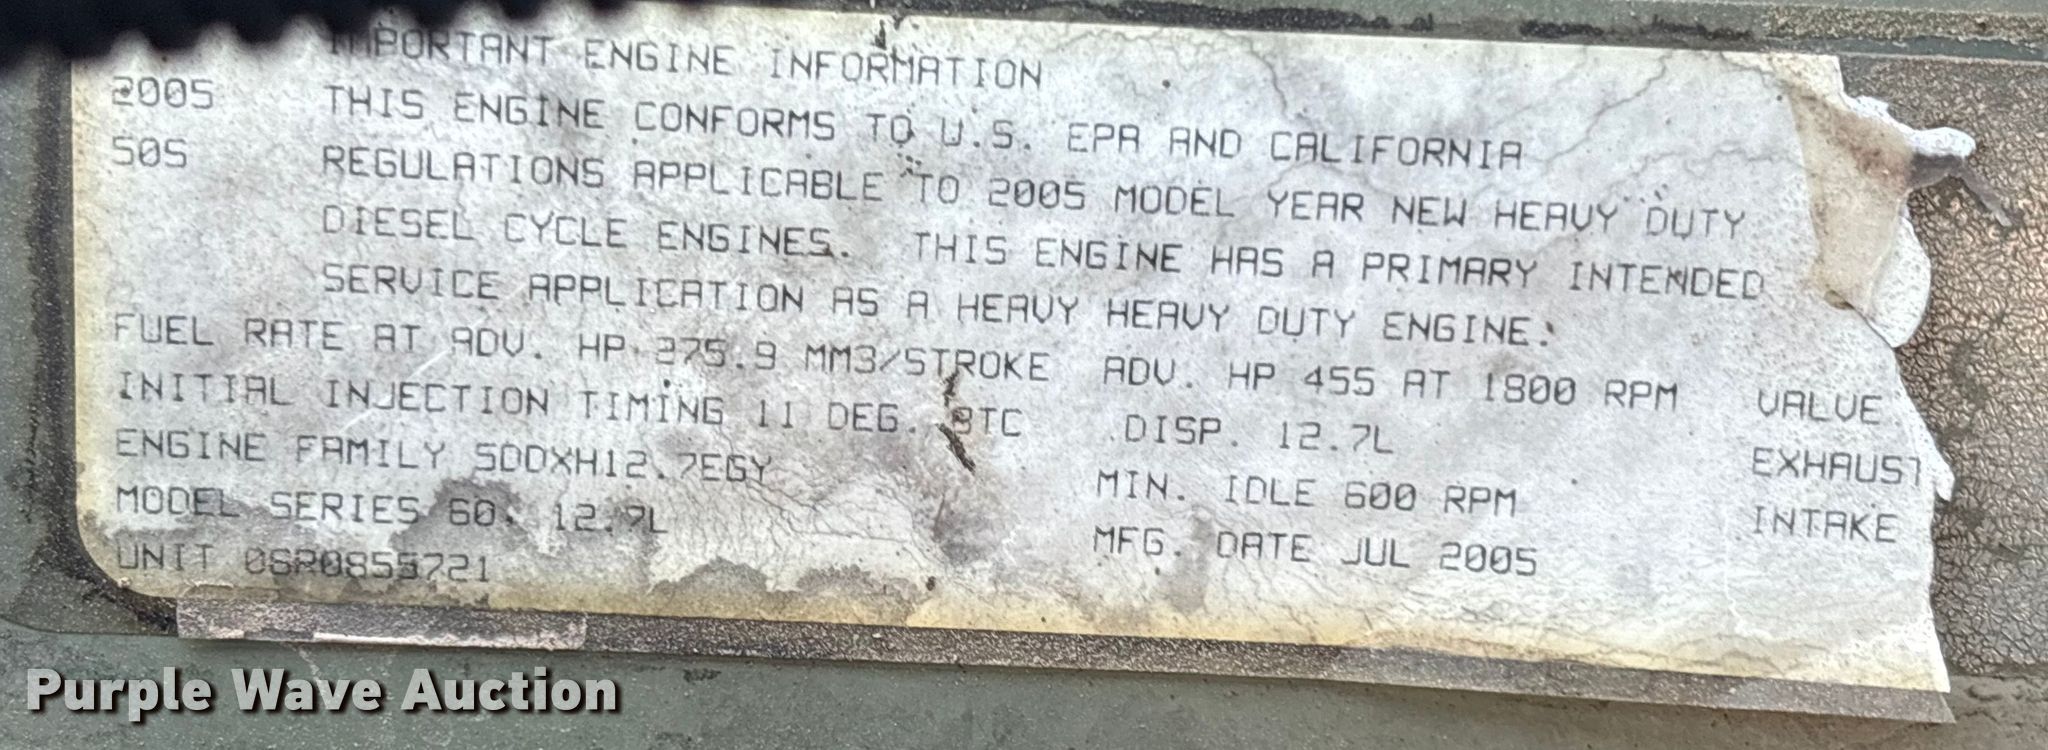 IMPORTANT ENGINE INFORMATION
2005 THIS ENGINE CONFORMS TO U.S. EPA AND CALIFORNIA
50S REGULATIONS APPLICABLE TO 2005 MODEL YEAR NEW HEAVY DUTY
DIESEL CYCLE ENGINES. THIS ENGINE HAS A PRIMARY INTENDED
SERVICE APPLICATION AS A HEAVY HEAVY DUTY ENGINE.
FUEL RATE AT ADV. HP 275.9 MM3/STROKE ADV. HP 455 AT 1800 RPM VALVE
INITIAL INJECTION TIMING 11 DEG. BTC DISP. 12.7L EXHAUST
ENGINE FAMILY 5DDXH12.7EGY MIN. IDLE 600 RPM INTAKE
MODEL SERIES 60, 12.7L MFG. DATE JUL 2005
UNIT 06R0855721
Purple Wave Auction